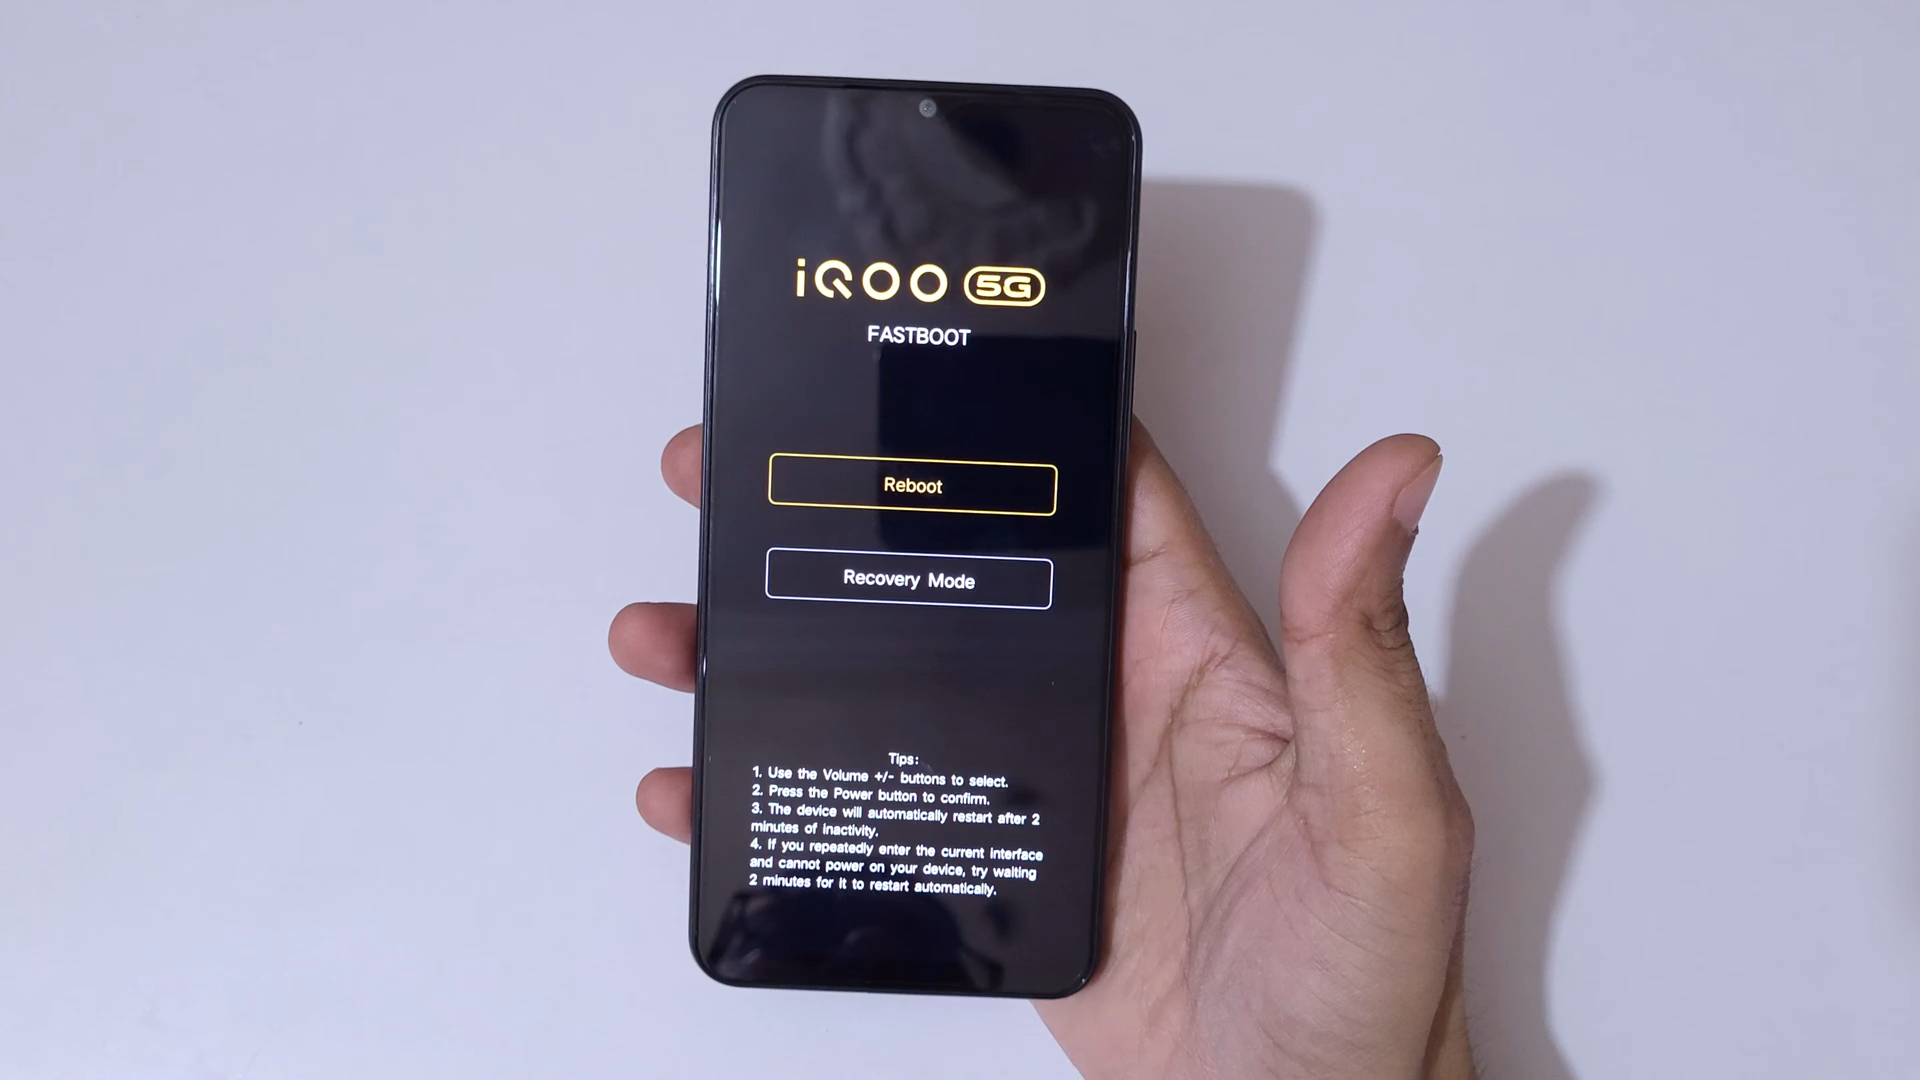 iQOO 5G
FASTBOOT
Reboot
Recovery Mode
Tips:
1. Use the Volume +/- buttons to select.
2. Press the Power button to confirm.
3. The device will automatically restart after 2
minutes of inactivity.
4. If you repeatedly enter the current interface
and cannot power on your device, try waiting
2 minutes for it to restart automatically.